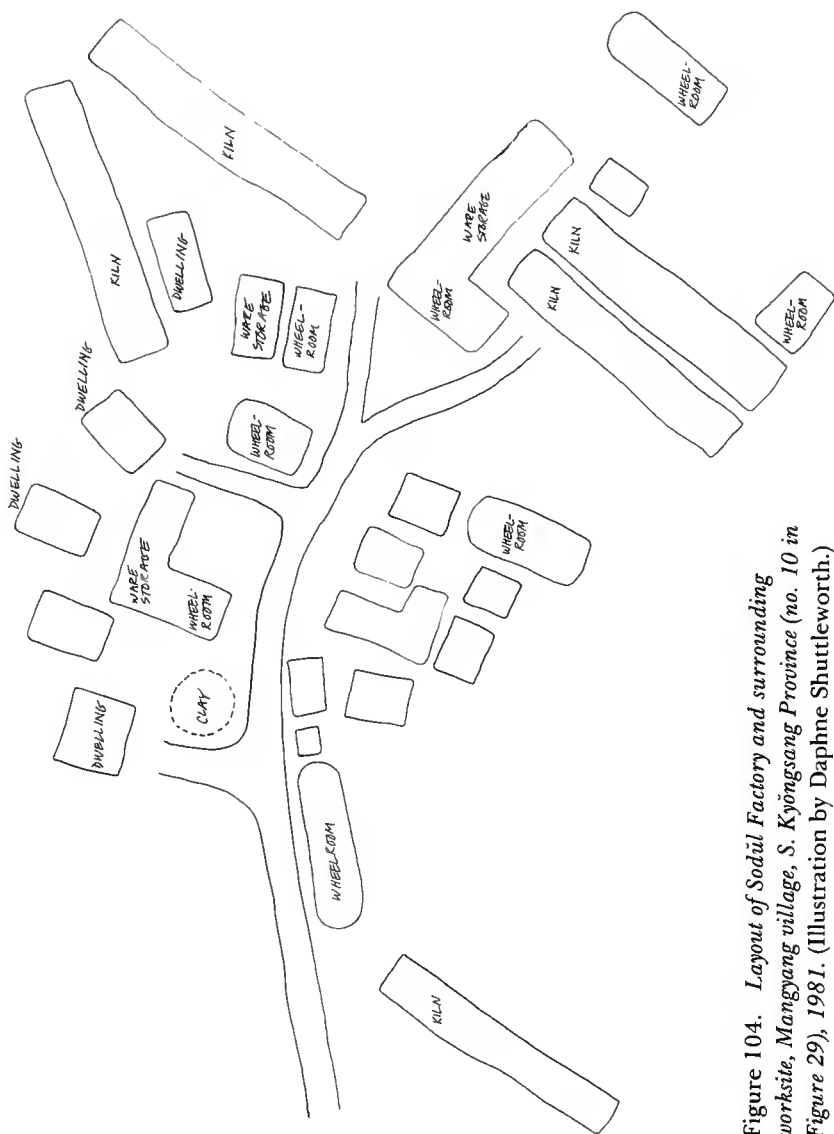 KILN
KILN
DWELLING
DWELLING
DWELLING
DWELLING
WARE
STORAGE
WHEEL-
ROOM
WHEEL-
ROOM
WARE
STORAGE
WHEEL-
ROOM
CLAY
WHEELROOM
KILN
WHEEL-
ROOM
WARE
STORAGE
WHEEL-
ROOM
KILN
KILN
WHEEL-
ROOM
WHEEL-
ROOM
Figure 104. Layout of Sodŭl Factory and surrounding
worksite, Mangyang village, S. Kyŏngsang Province (no. 10 in
Figure 29), 1981. (Illustration by Daphne Shuttleworth.)